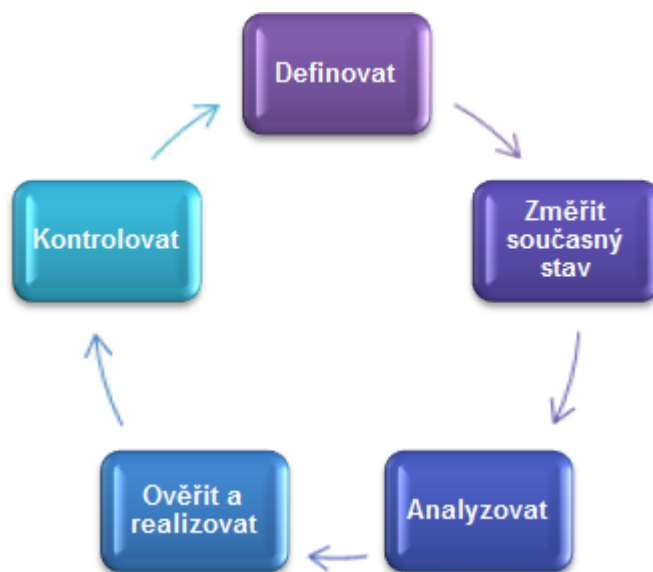 Definovat
Změřit
současný
stav
Analyzovat
Ověřit a
realizovat
Kontrolovat